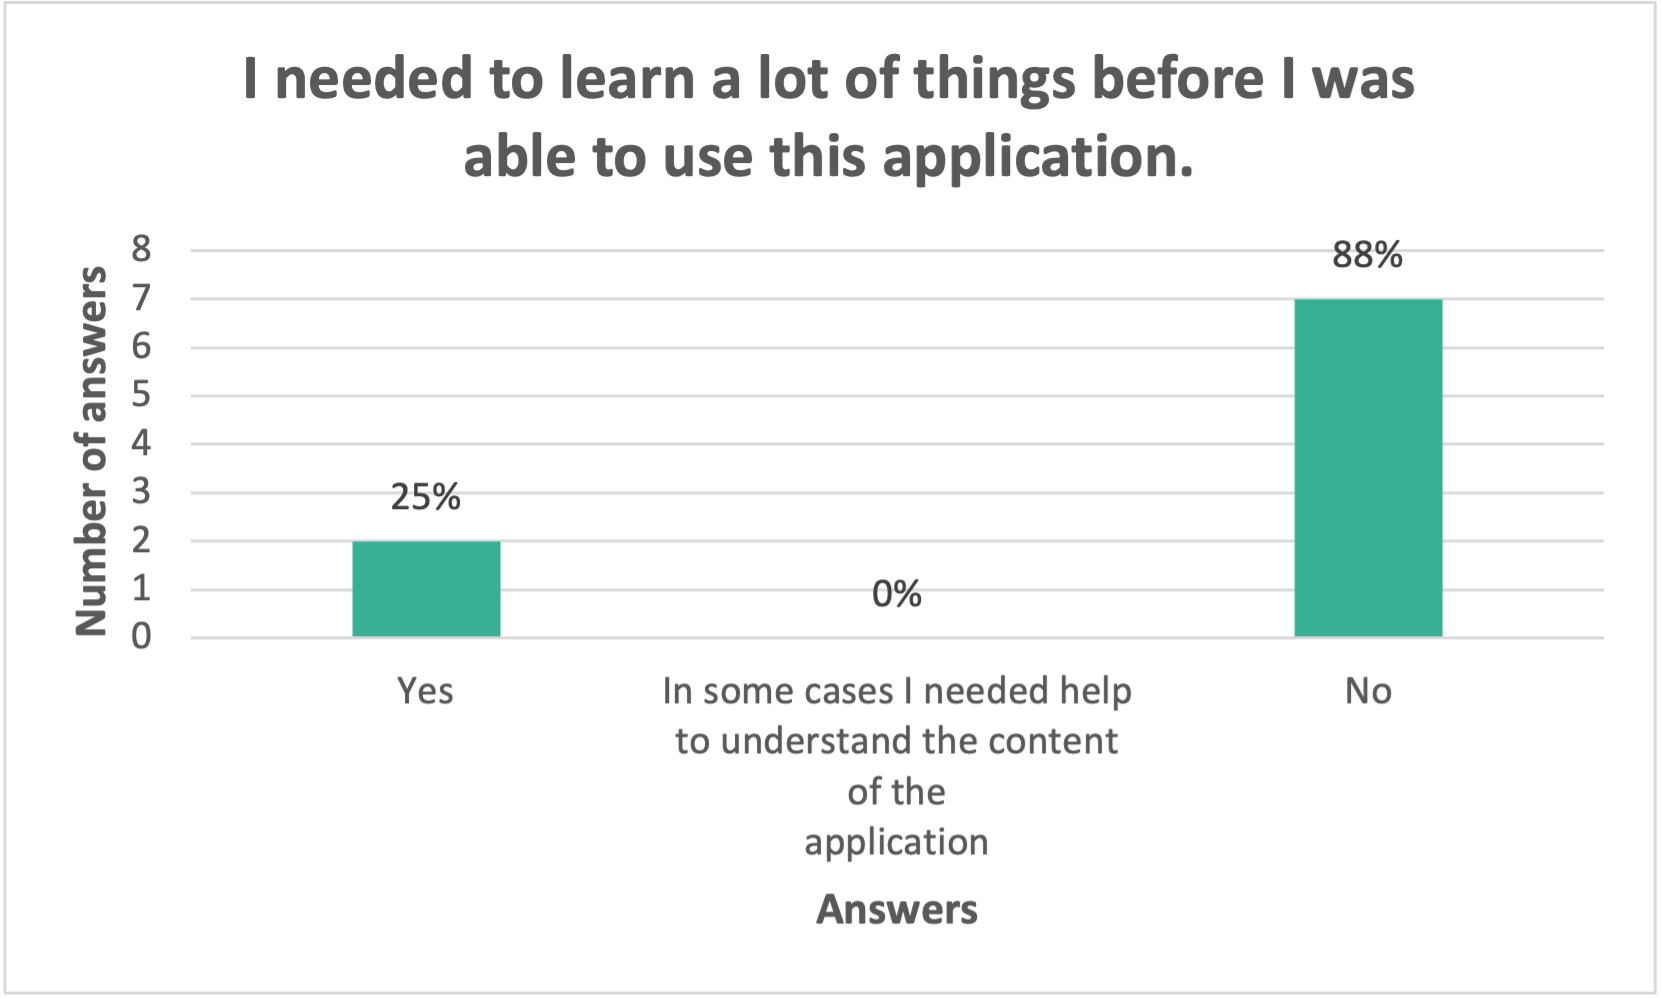 I needed to learn a lot of things before I was
able to use this application.
Number of answers
8
7
6
5
4
3
2
1
0
25%
0%
88%
Yes
In some cases I needed help
to understand the content
of the
application
No
Answers